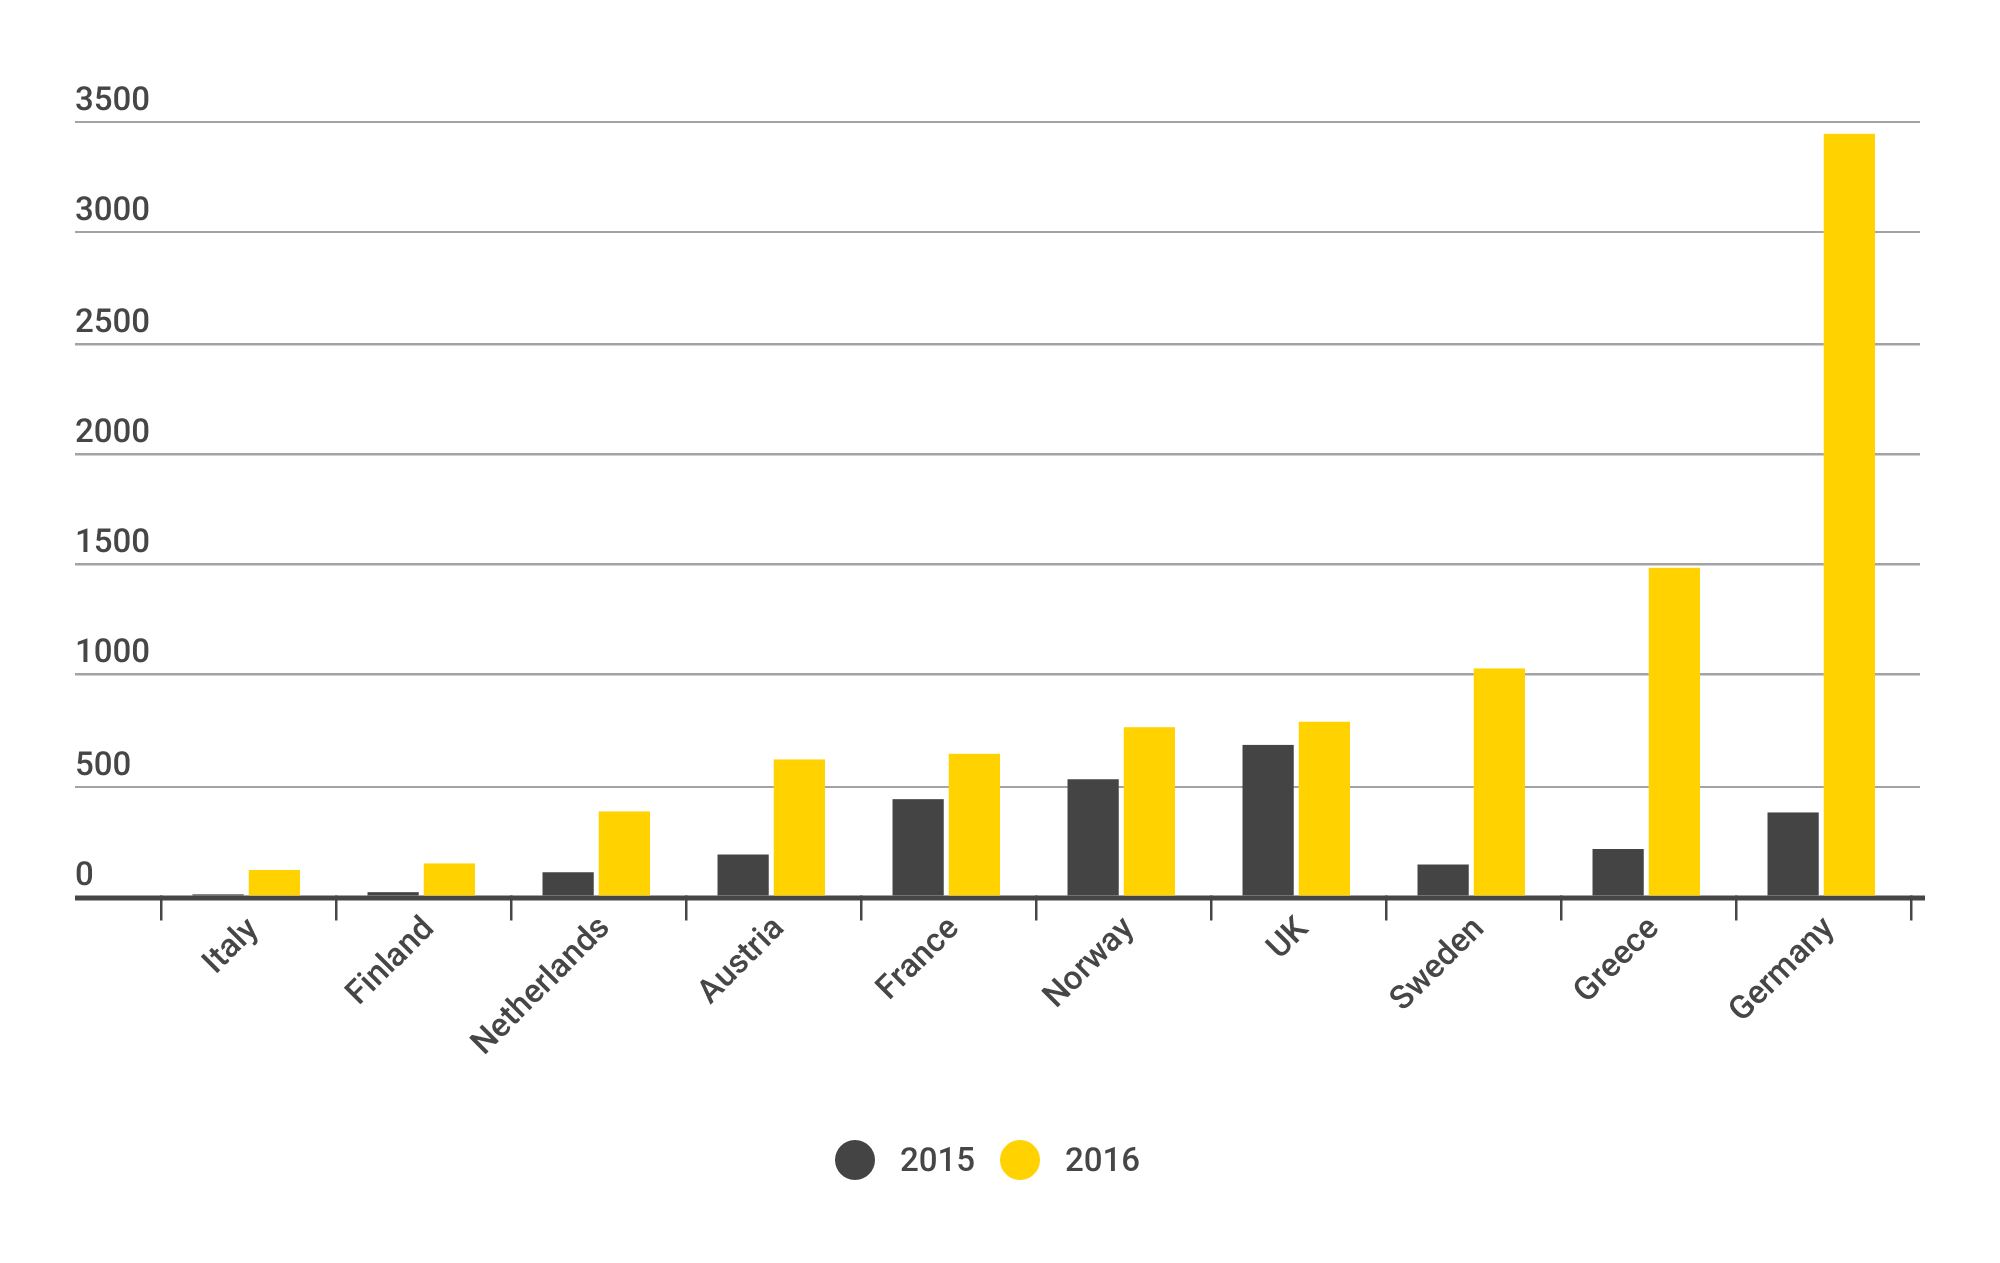 3500
3000
2500
2000
1500
1000
500
0
Italy
Finland
Netherlands
Austria
France
Norway
UK
Sweden
Greece
Germany
2015
2016